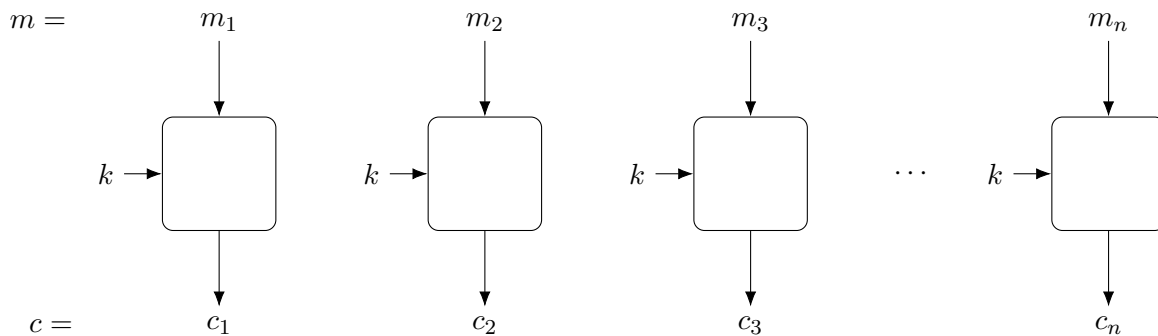 m = m₁ m₂ m₃ mₙ
k k k ··· k
c = c₁ c₂ c₃ cₙ